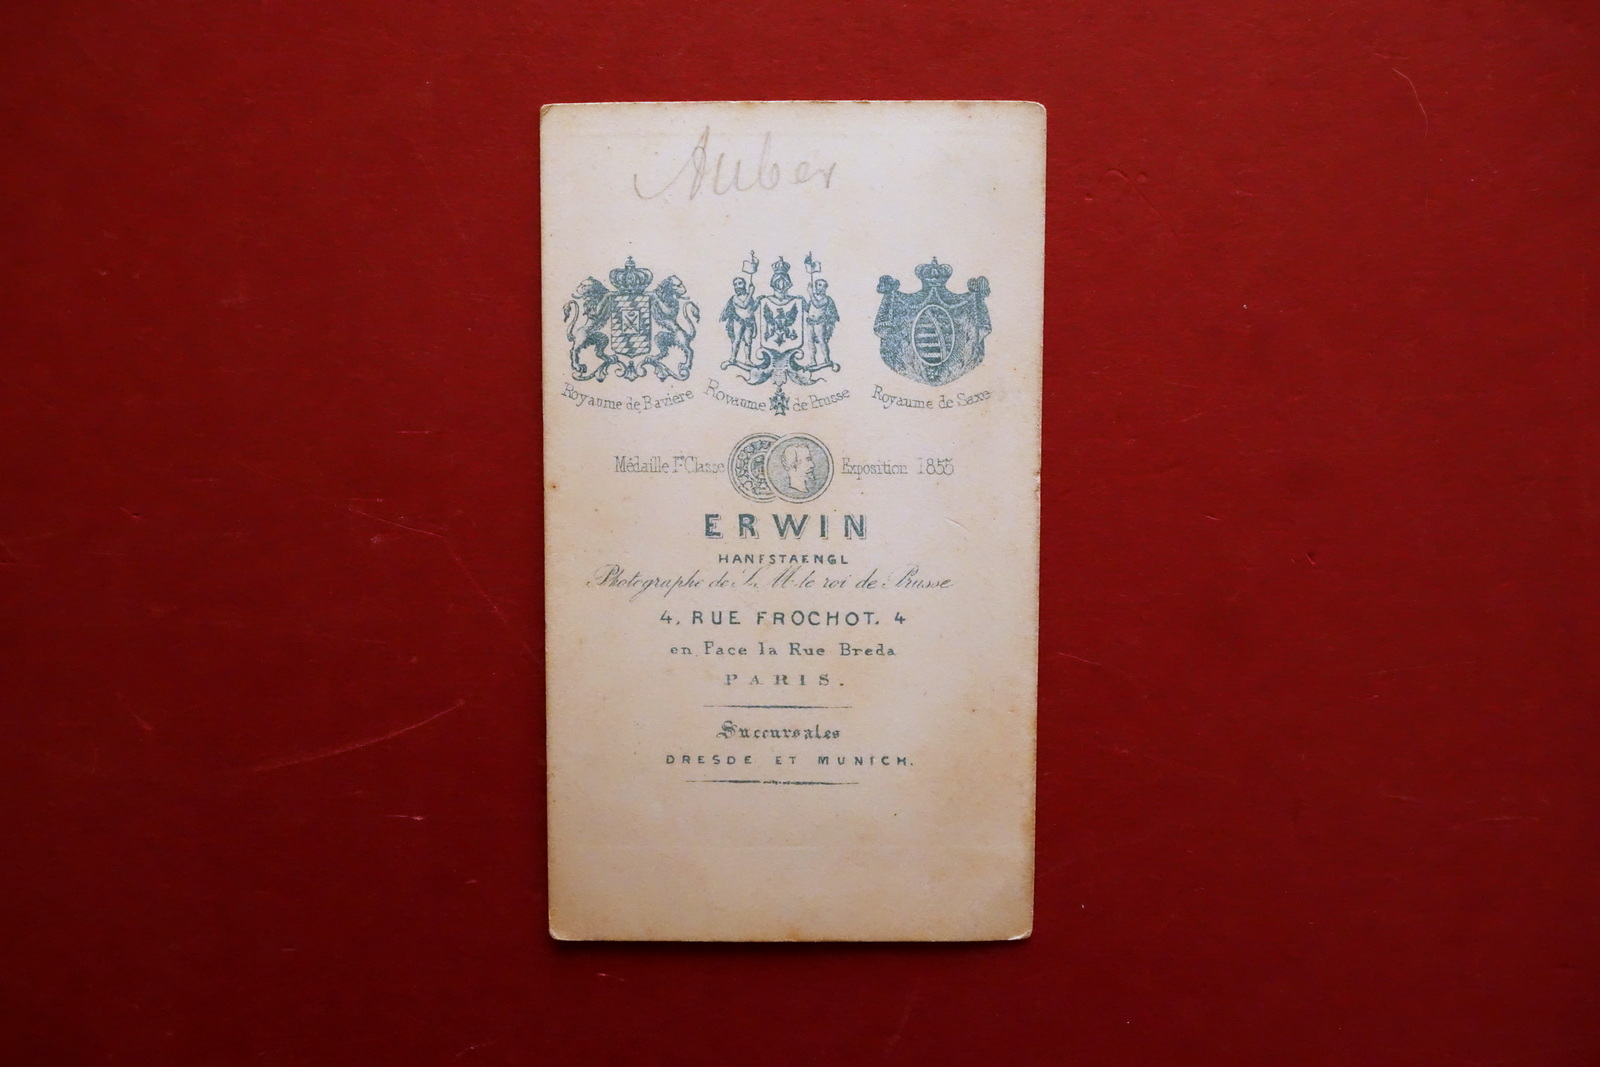 Auber
Royaume de Bavière Royaume de Prusse Royaume de Saxe
Médaille 1re Classe Exposition 1855
ERWIN
HANFSTAENGL
Photographe de S. M. le roi de Prusse
4, RUE FROCHOT. 4
en Face la Rue Breda
PARIS.
Succursales
DRESDE ET MUNICH.